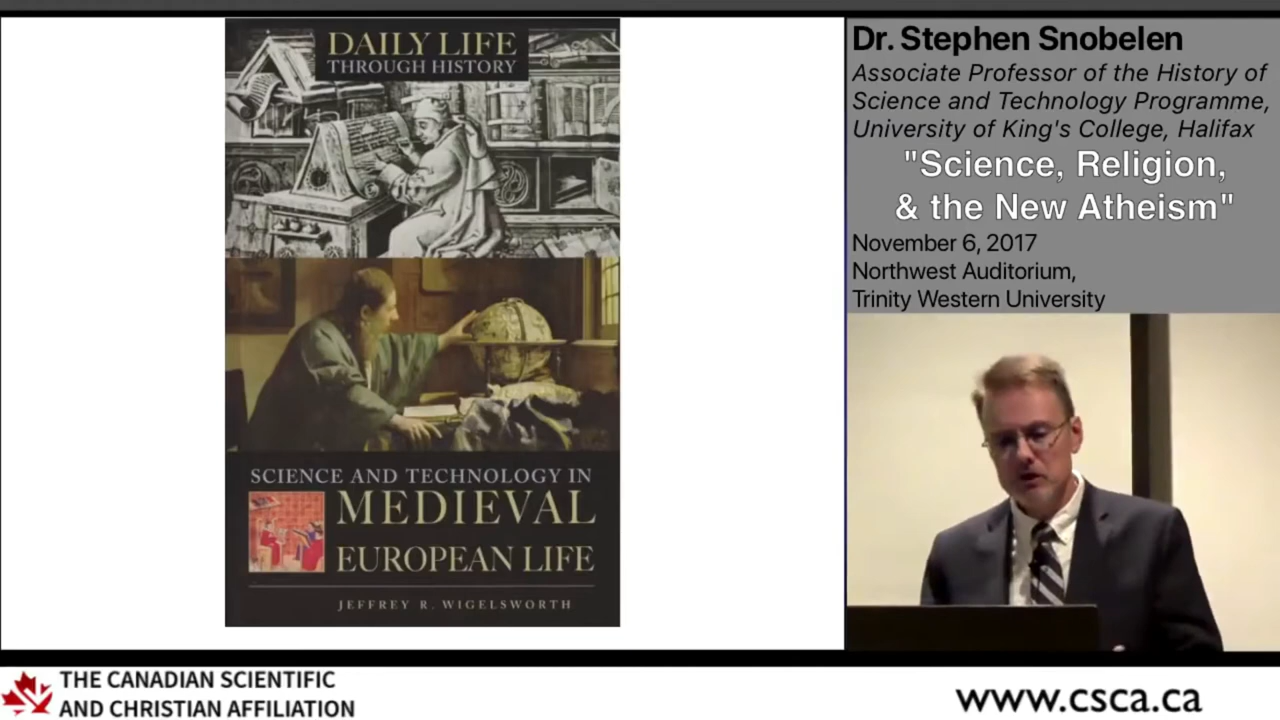 DAILY LIFE
THROUGH HISTORY
SCIENCE AND TECHNOLOGY IN
MEDIEVAL
EUROPEAN LIFE
JEFFREY R. WIGELSWORTH
Dr. Stephen Snobelen
Associate Professor of the History of
Science and Technology Programme,
University of King's College, Halifax
"Science, Religion,
& the New Atheism"
November 6, 2017
Northwest Auditorium,
Trinity Western University
THE CANADIAN SCIENTIFIC
AND CHRISTIAN AFFILIATION
www.csca.ca